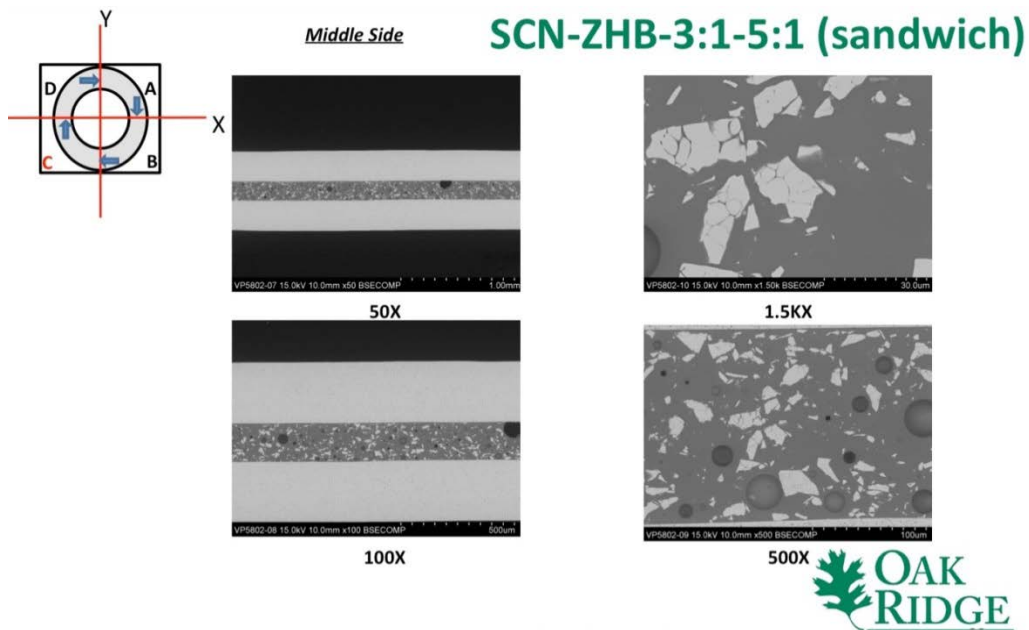 Y
Middle Side
SCN-ZHB-3:1-5:1 (sandwich)
D
A
X
C
B
VP5802-07 15.0kV 10.0mm x50 BSECOMP 1.00mm
50X
VP5802-10 15.0kV 10.0mm x1.50k BSECOMP 30.0um
1.5KX
VP5802-08 15.0kV 10.0mm x100 BSECOMP 500um
100X
VP5802-09 15.0kV 10.0mm x500 BSECOMP 100um
500X
OAK
RIDGE